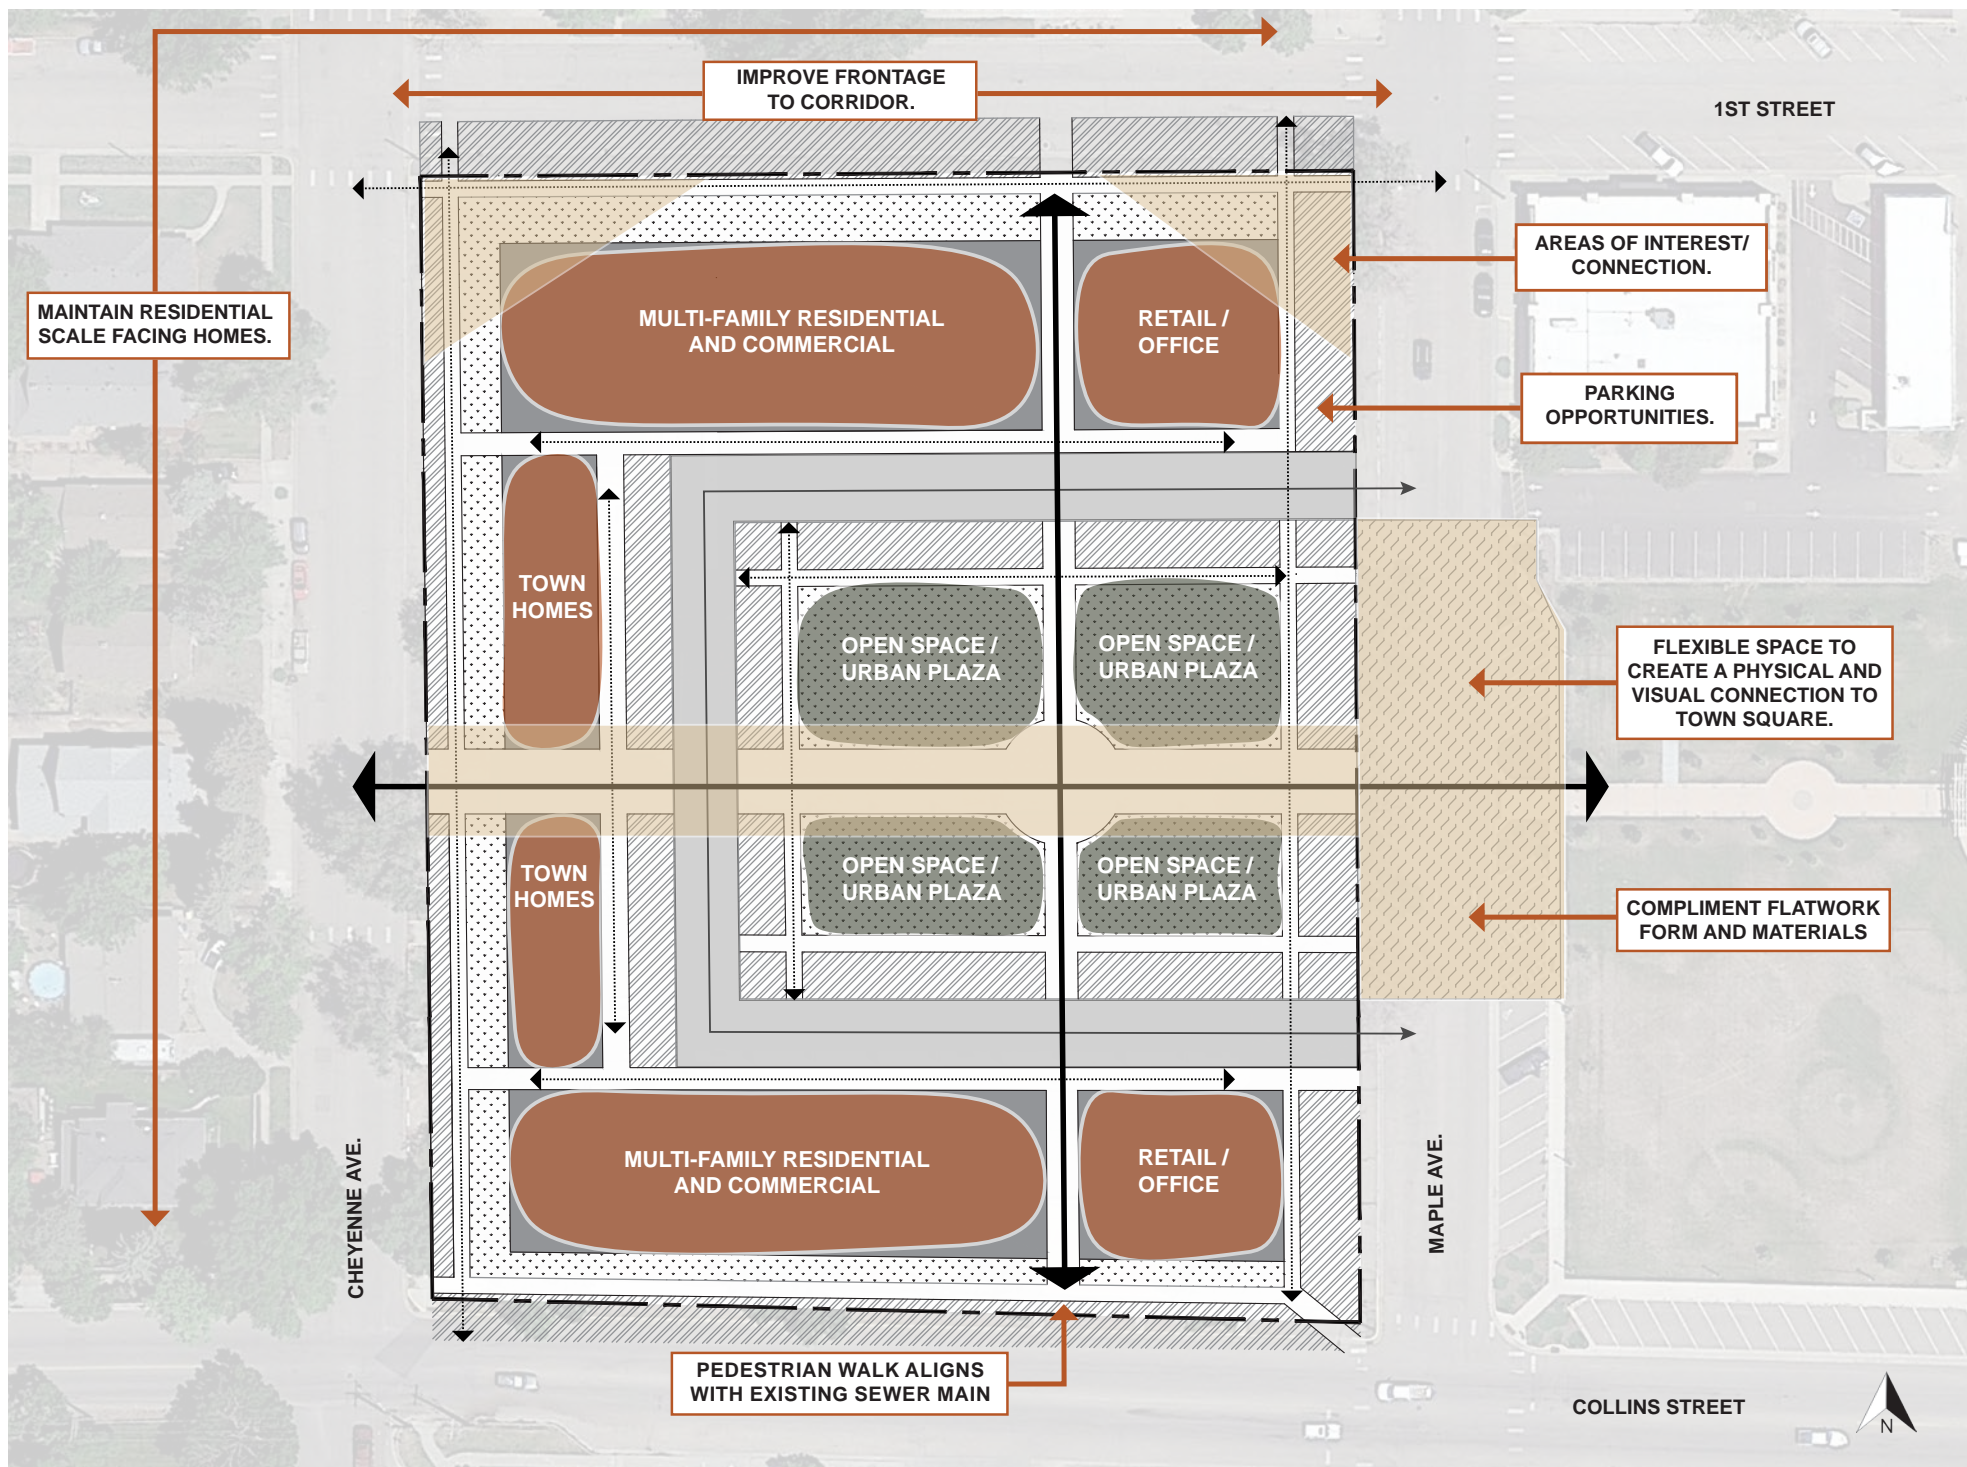 IMPROVE FRONTAGE
TO CORRIDOR.
1ST STREET
AREAS OF INTEREST/
CONNECTION.
MAINTAIN RESIDENTIAL
SCALE FACING HOMES.
MULTI-FAMILY RESIDENTIAL
AND COMMERCIAL
RETAIL /
OFFICE
PARKING
OPPORTUNITIES.
TOWN
HOMES
OPEN SPACE /
URBAN PLAZA
OPEN SPACE /
URBAN PLAZA
FLEXIBLE SPACE TO
CREATE A PHYSICAL AND
VISUAL CONNECTION TO
TOWN SQUARE.
TOWN
HOMES
OPEN SPACE /
URBAN PLAZA
OPEN SPACE /
URBAN PLAZA
COMPLIMENT FLATWORK
FORM AND MATERIALS
CHEYENNE AVE.
MULTI-FAMILY RESIDENTIAL
AND COMMERCIAL
RETAIL /
OFFICE
MAPLE AVE.
PEDESTRIAN WALK ALIGNS
WITH EXISTING SEWER MAIN
COLLINS STREET
N